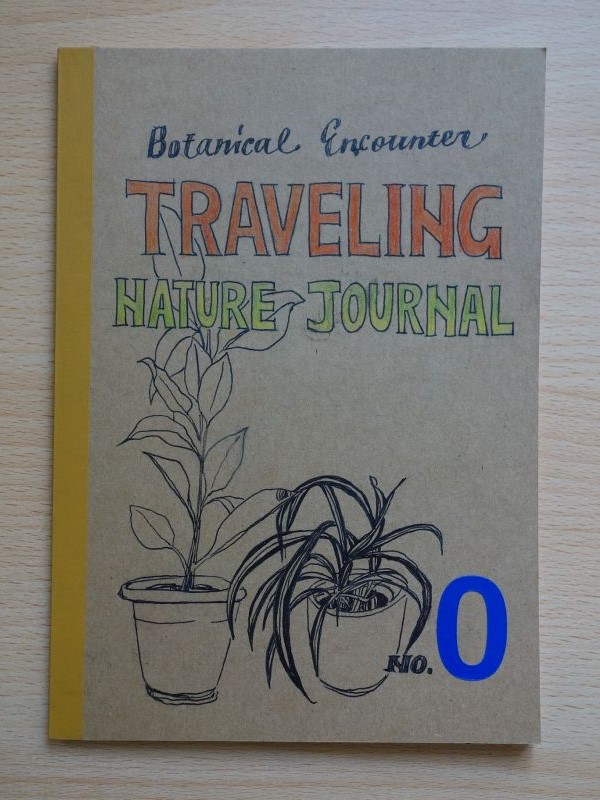 Botanical Encounter
TRAVELING
NATURE JOURNAL
NO. 0